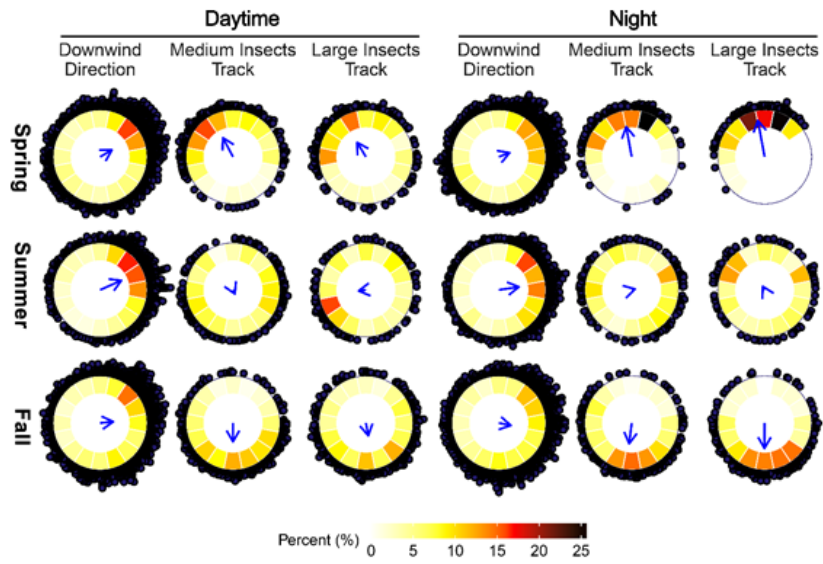 Daytime Night
Downwind Medium Insects Large Insects Downwind Medium Insects Large Insects
Direction Track Track Direction Track Track
Spring
Summer
Fall
Percent (%)
0 5 10 15 20 25